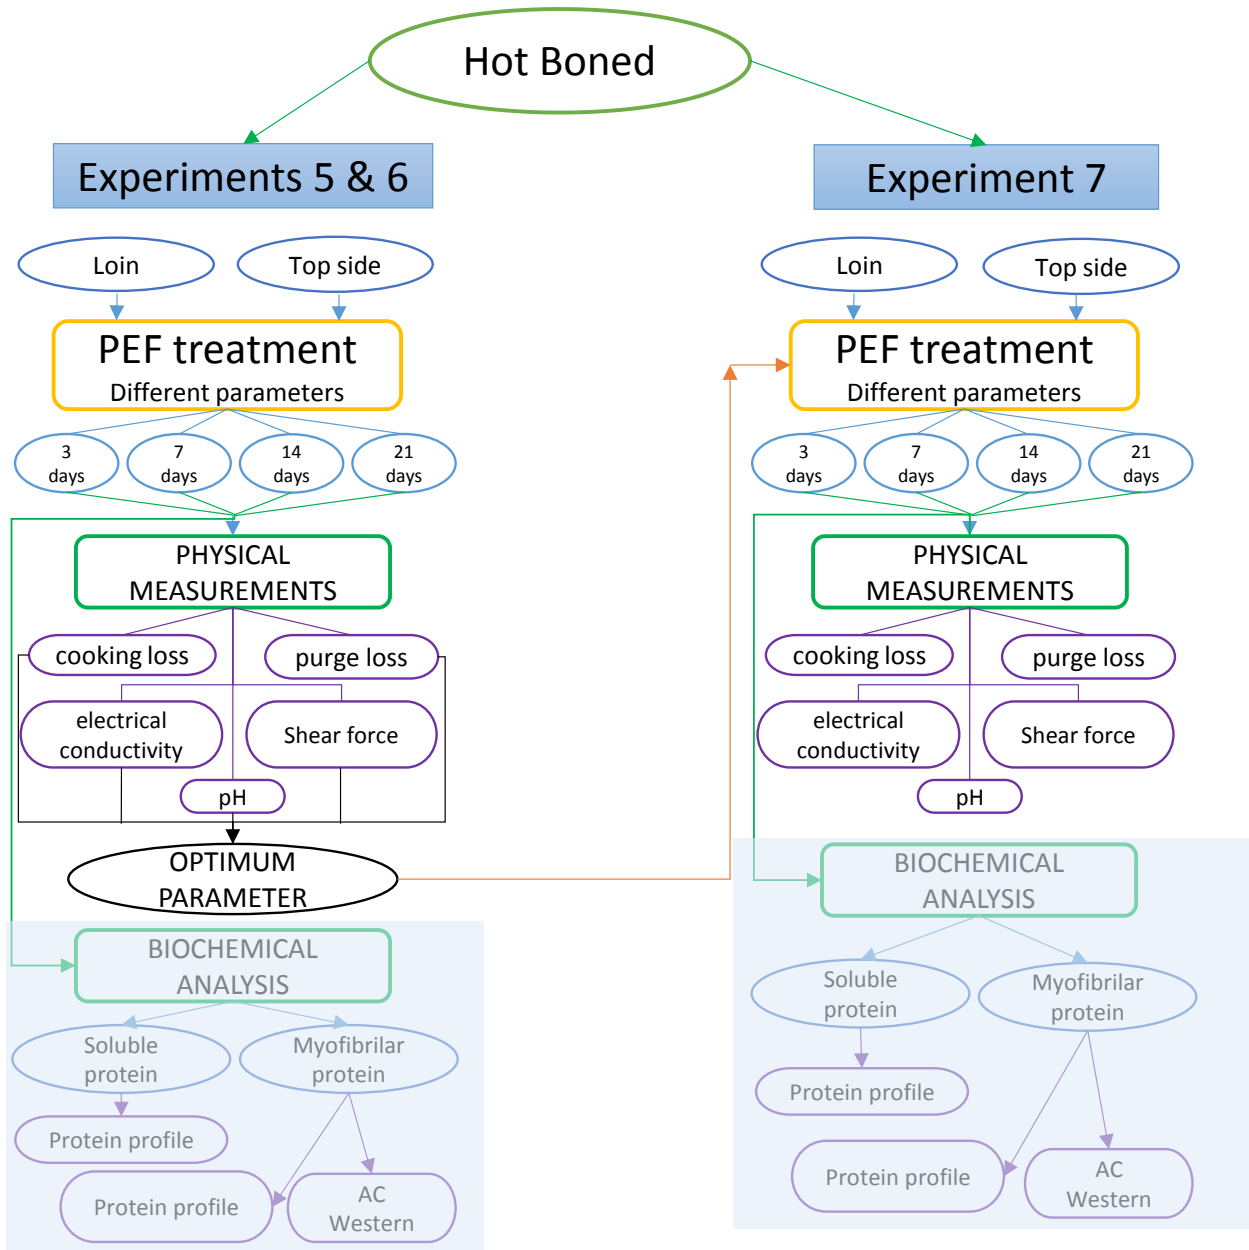 Hot Boned
Experiments 5 & 6
Loin
Top side
PEF treatment
Different parameters
3
days
7
days
14
days
21
days
PHYSICAL
MEASUREMENTS
cooking loss
purge loss
electrical
conductivity
Shear force
pH
OPTIMUM
PARAMETER
BIOCHEMICAL
ANALYSIS
Soluble
protein
Myofibrilar
protein
Protein profile
Protein profile
AC
Western
Experiment 7
Loin
Top side
PEF treatment
Different parameters
3
days
7
days
14
days
21
days
PHYSICAL
MEASUREMENTS
cooking loss
purge loss
electrical
conductivity
Shear force
pH
BIOCHEMICAL
ANALYSIS
Soluble
protein
Myofibrilar
protein
Protein profile
Protein profile
AC
Western